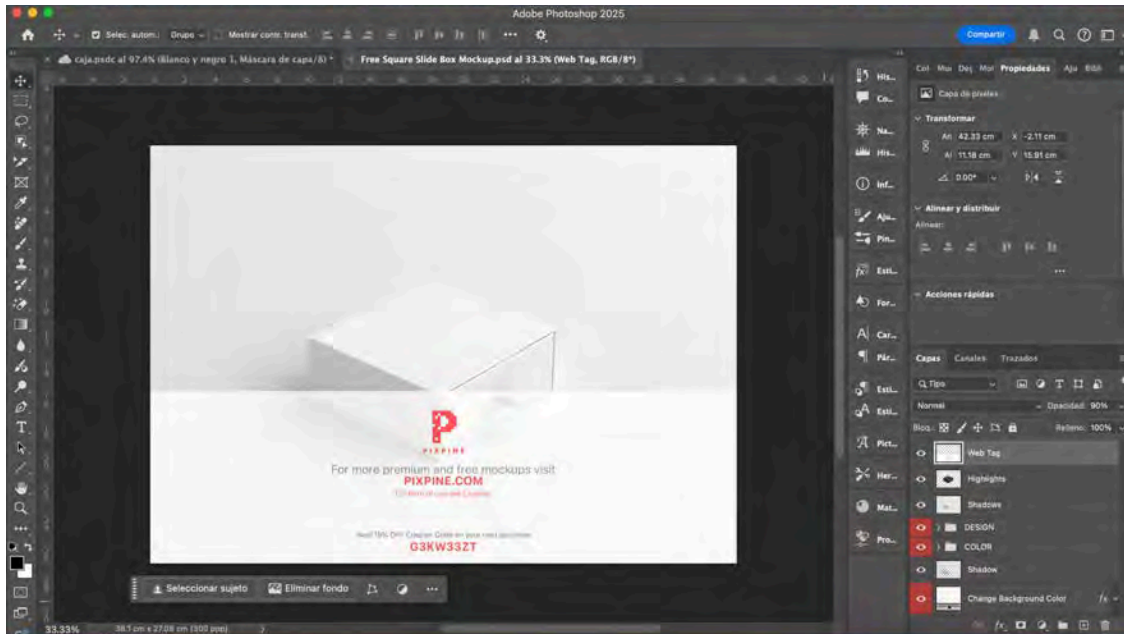 Adobe Photoshop 2025
Selec. autom.: Grupo Mostrar contr. transf.
Compartir
caja.psdc al 97.6% (Blanco y negro 1, Máscara de capa/8) *
Free Square Slide Box Mockup.psd al 33.3% (Web Tag, RGB/8*)
His...
Co...
Na...
His...
Inf...
Aju...
Pin...
Esti...
For...
Car...
Pár...
Esti...
Esti...
Pict...
Her...
Mat...
Pro...
Col Mue Mor Propiedades Aju Bibli
Capa de píxeles
Transformar
An 42.33 cm X -2.11 cm
Al 11.18 cm Y 15.91 cm
0.00°
Alinear y distribuir
Alinear:
Acciones rápidas
Capas Canales Trazados
Tipo
Normal Opacidad: 90%
Bloq.: Relleno: 100%
Web Tag
Highlights
Shadows
DESIGN
COLOR
Shadow
Change Background Color fx
PIXPINE
For more premium and free mockups visit
PIXPINE.COM
G3KW33ZT
Seleccionar sujeto Eliminar fondo
33.33% 38.1 cm x 27.08 cm (300 ppp)